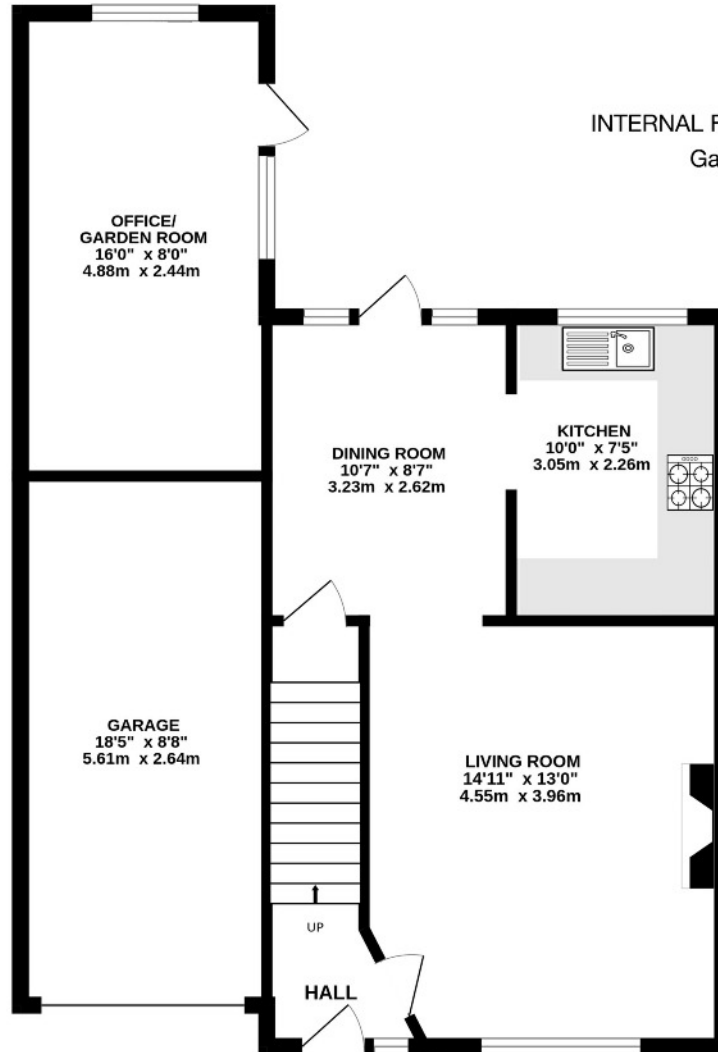 INTERNAL F
Ga
OFFICE/
GARDEN ROOM
16'0" x 8'0"
4.88m x 2.44m
DINING ROOM
10'7" x 8'7"
3.23m x 2.62m
KITCHEN
10'0" x 7'5"
3.05m x 2.26m
GARAGE
18'5" x 8'8"
5.61m x 2.64m
LIVING ROOM
14'11" x 13'0"
4.55m x 3.96m
UP
HALL